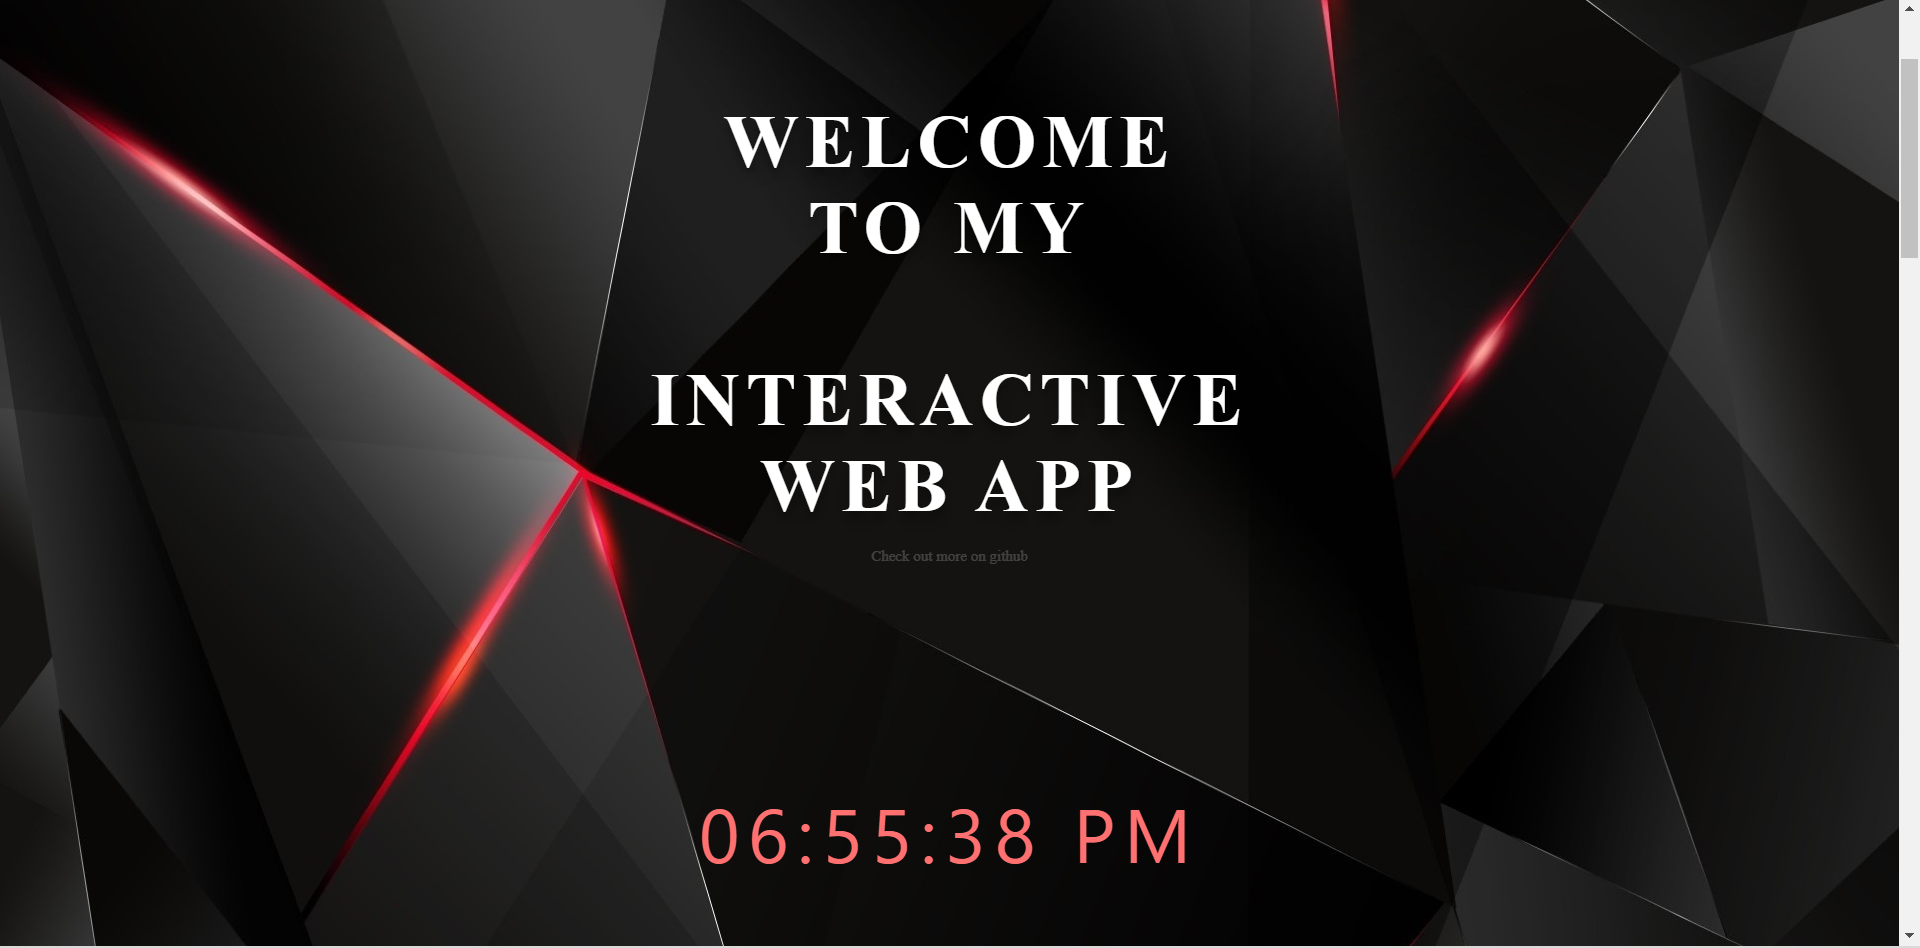 WELCOME
TO MY
INTERACTIVE
WEB APP
Check out more on github
06:55:38 PM